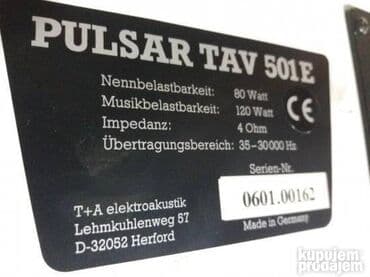 PULSAR TAV 501E
Nennbelastbarkeit: 80 Watt
Musikbelastbarkeit: 120 Watt
Impedanz: 4 Ohm
Übertragungsbereich: 35-30000 Hz
CE
Serien-Nr.
0601.00162
Made in Germany
T+A elektroakustik
Lehmkuhlenweg 57
D-32052 Herford
kupujem
prodajem